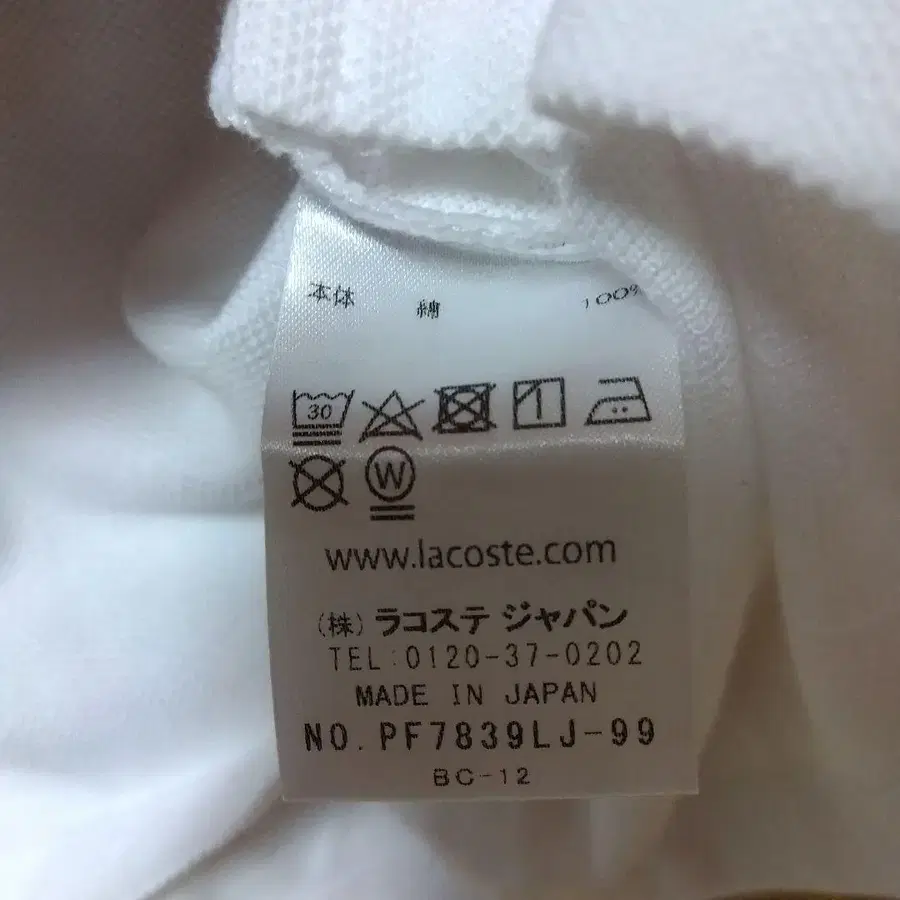 本体 綿 100%
30
W
www.lacoste.com
(株) ラコステ ジャパン
TEL:0120-37-0202
MADE IN JAPAN
NO. PF7839LJ-99
BC-12